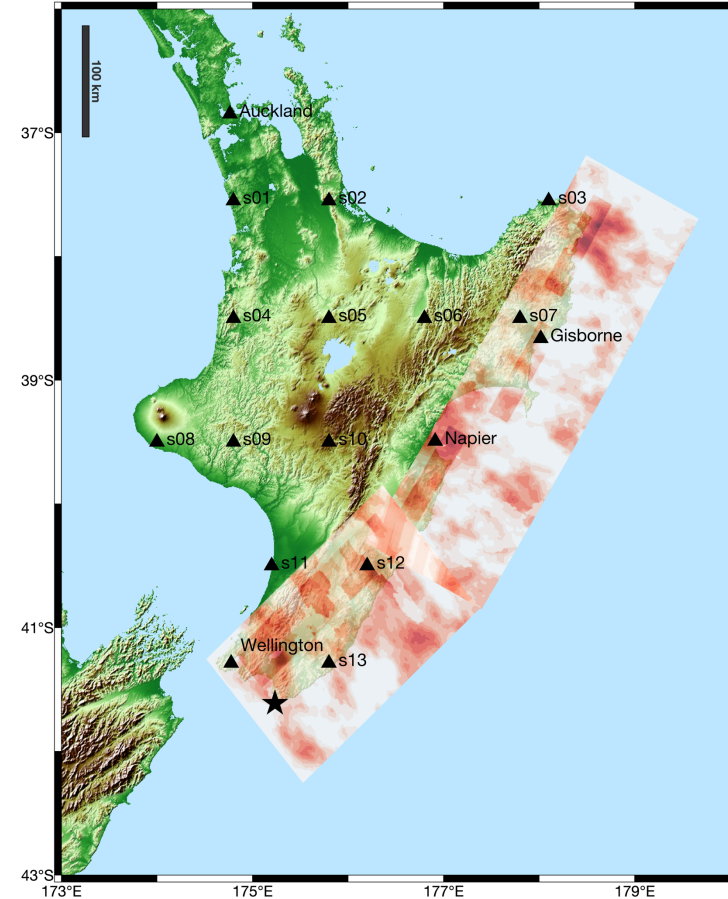 100 km
Auckland
37°S
s01
s02
s03
s04
s05
s06
s07
Gisborne
39°S
s08
s09
s10
Napier
s11
s12
41°S
Wellington
s13
43°S
173°E
175°E
177°E
179°E